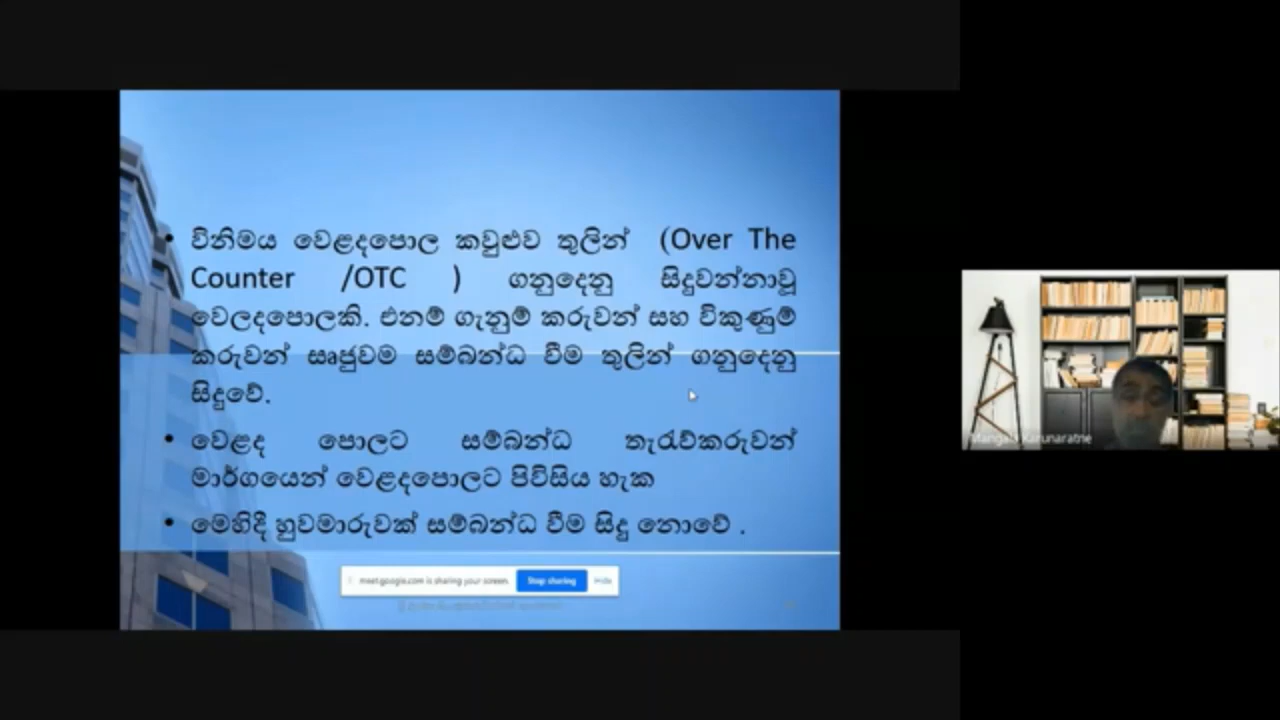 • විනිමය වෙළඳපොල කවුළුව තුලින් (Over The
Counter /OTC ) ගනුදෙනු සිදුවන්නාවූ
වෙලදපොලකි. එනම් ගැනුම් කරුවන් සහ විකුණුම්
කරුවන් සෘජුවම සම්බන්ධ වීම තුලින් ගනුදෙනු
සිදුවේ.
• වෙළඳ පොලට සම්බන්ධ තැරැව්කරුවන්
මාර්ගයෙන් වෙළඳපොලට පිවිසිය හැක
• මෙහිදී හුවමාරුවක් සම්බන්ධ වීම සිදු නොවේ .
meet.google.com is sharing your screen. Stop sharing Hide
Mangala Karunaratne